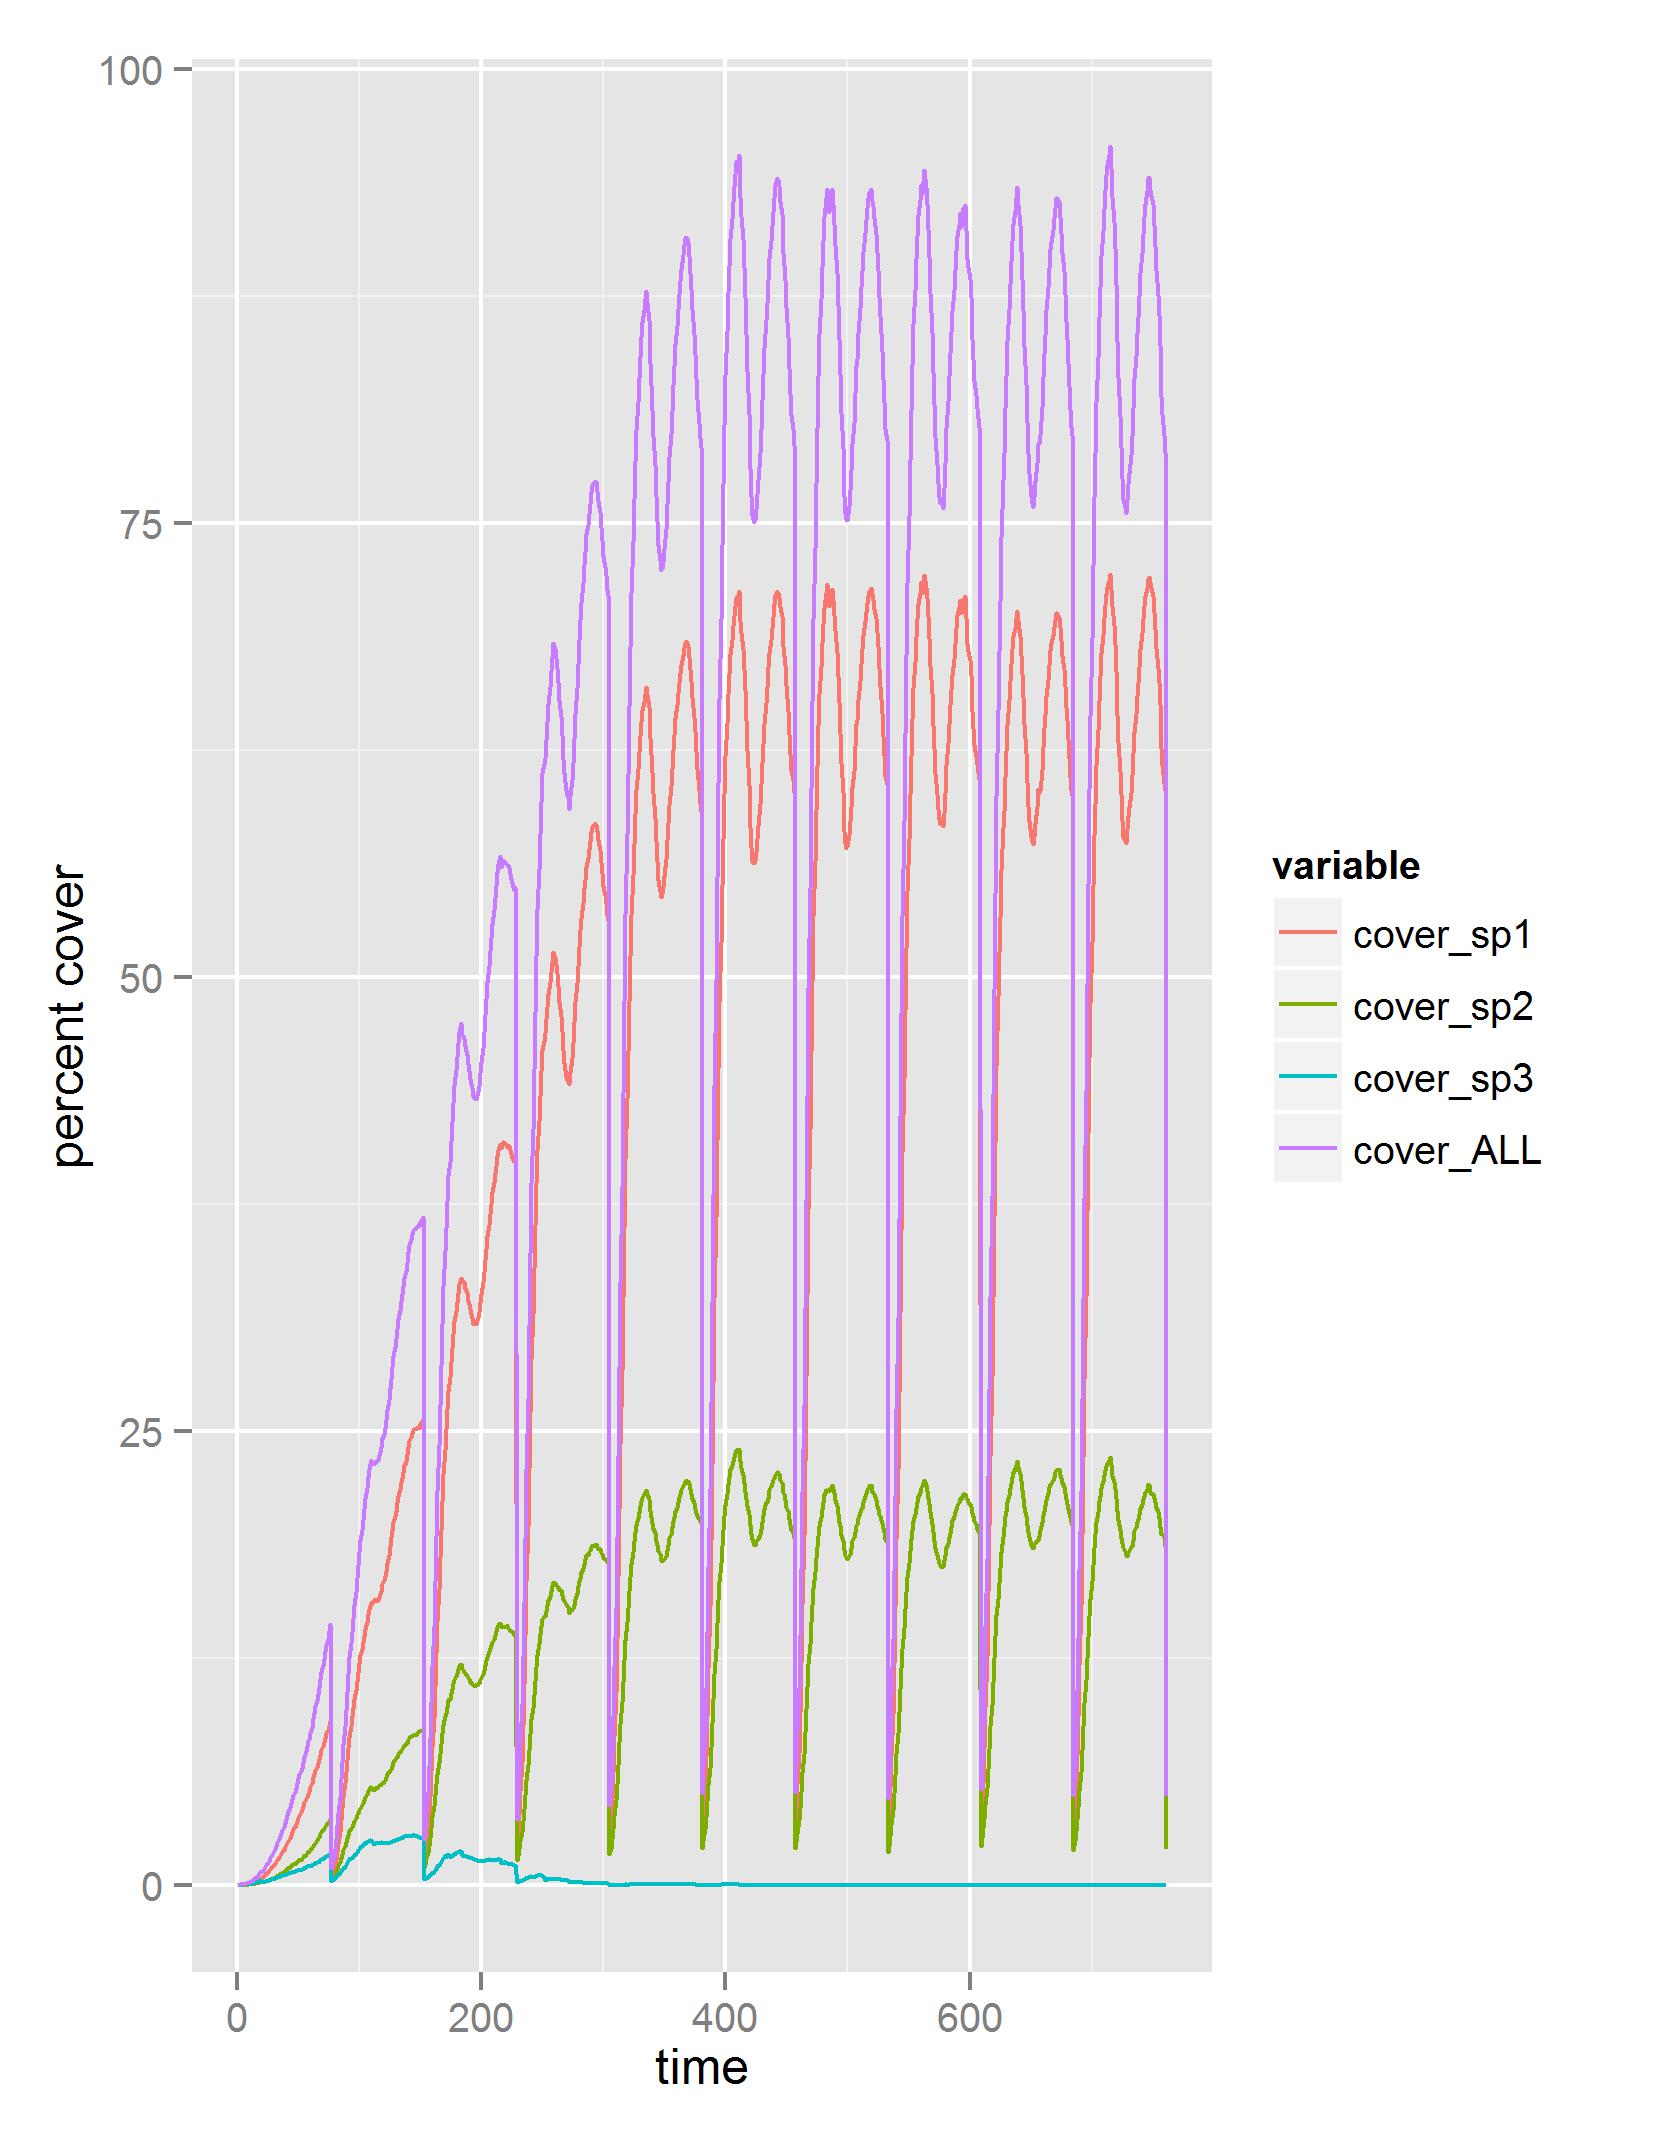 100
75
50
25
0
percent cover
0 200 400 600
time
variable
cover_sp1
cover_sp2
cover_sp3
cover_ALL